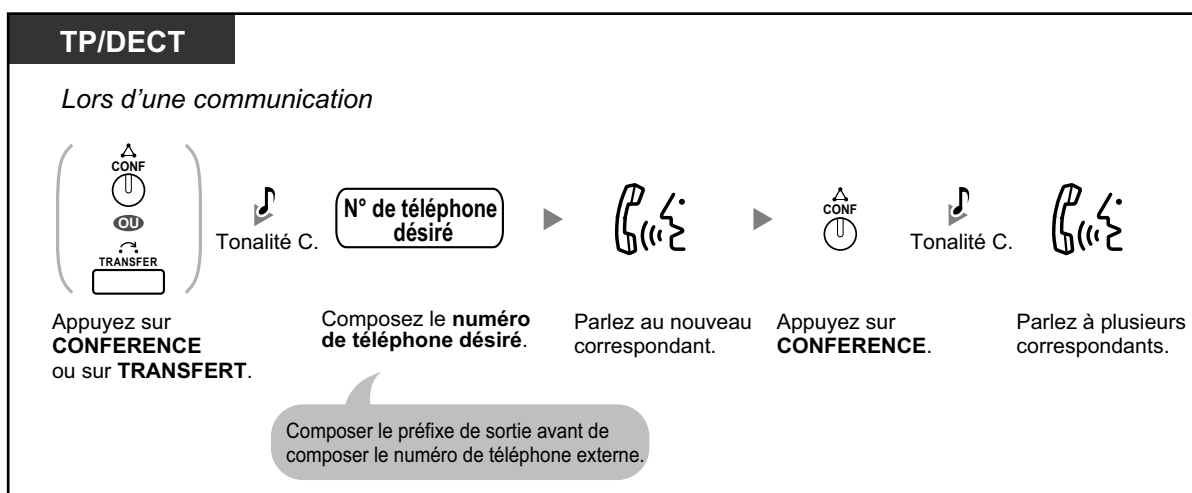 TP/DECT
Lors d'une communication
CONF
OU
TRANSFER
Tonalité C.
N° de téléphone
désiré
CONF
Tonalité C.
Appuyez sur
CONFERENCE
ou sur TRANSFERT.
Composez le numéro
de téléphone désiré.
Parlez au nouveau
correspondant.
Appuyez sur
CONFERENCE.
Parlez à plusieurs
correspondants.
Composer le préfixe de sortie avant de
composer le numéro de téléphone externe.